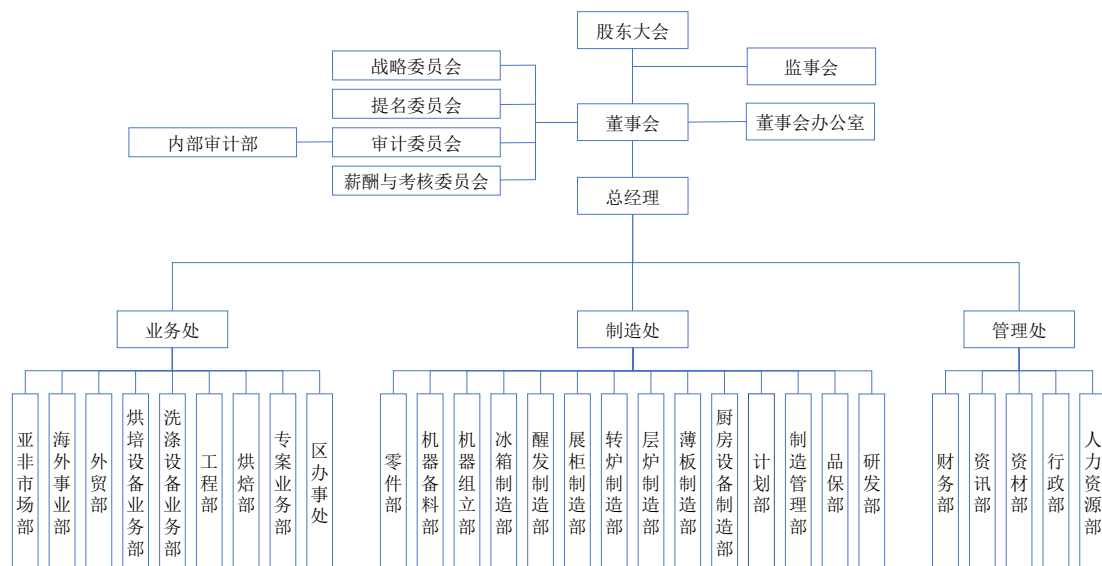 股东大会
战略委员会
监事会
提名委员会
董事会
董事会办公室
内部审计部
审计委员会
薪酬与考核委员会
总经理
业务处
制造处
管理处
亚非市场部
海外事业部
外贸部
烘培设备业务部
洗涤设备业务部
工程部
烘焙部
专案业务部
区办事处
零件部
机器备料部
机器组立部
冰箱制造部
醒发制造部
展柜制造部
转炉制造部
层炉制造部
薄板制造部
厨房设备制造部
计划部
制造管理部
品保部
研发部
财务部
资讯部
资材部
行政部
人力资源部